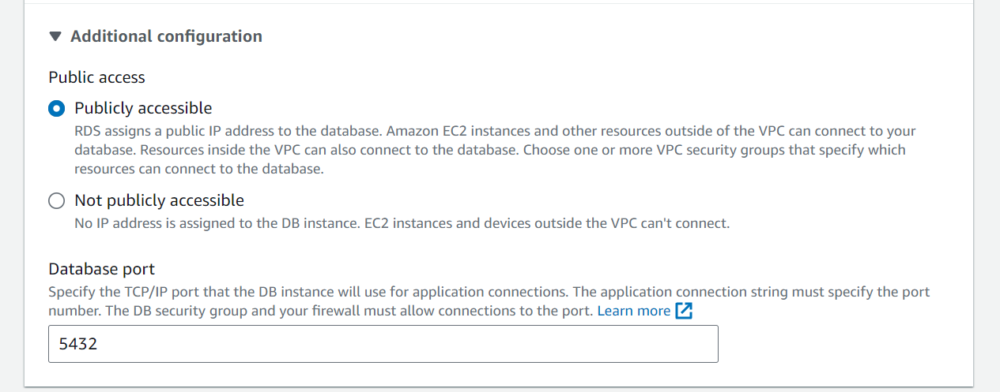 Additional configuration
Public access
Publicly accessible
RDS assigns a public IP address to the database. Amazon EC2 instances and other resources outside of the VPC can connect to your
database. Resources inside the VPC can also connect to the database. Choose one or more VPC security groups that specify which
resources can connect to the database.
Not publicly accessible
No IP address is assigned to the DB instance. EC2 instances and devices outside the VPC can't connect.
Database port
Specify the TCP/IP port that the DB instance will use for application connections. The application connection string must specify the port
number. The DB security group and your firewall must allow connections to the port. Learn more
5432